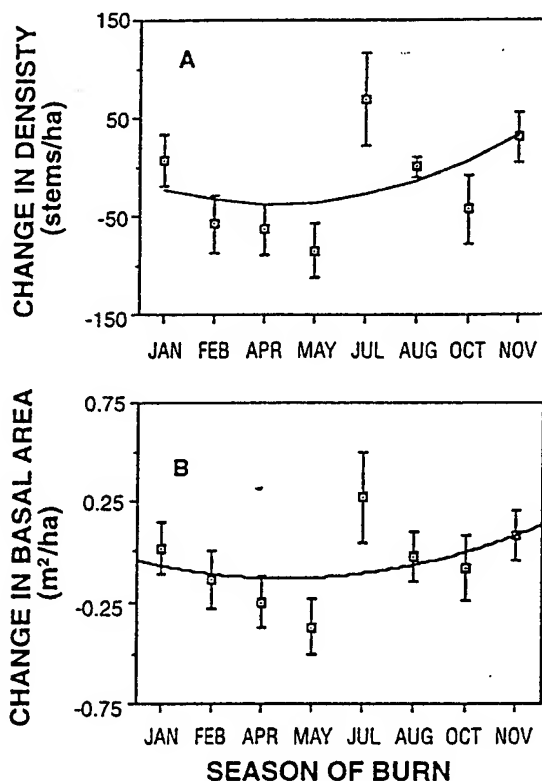 CHANGE IN DENSISTY
(stems/ha)
150
50
-50
-150
A
JAN FEB APR MAY JUL AUG OCT NOV
CHANGE IN BASAL AREA
(m²/ha)
0.75
0.25
-0.25
-0.75
B
JAN FEB APR MAY JUL AUG OCT NOV
SEASON OF BURN